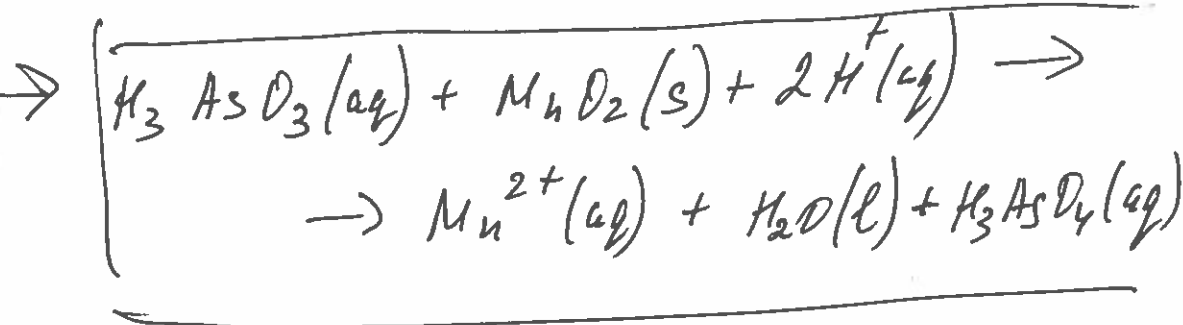 → H₃AsO₃(aq) + MnO₂(s) + 2H⁺(aq) →
→ Mn²⁺(aq) + H₂O(l) + H₃AsO₄(aq)